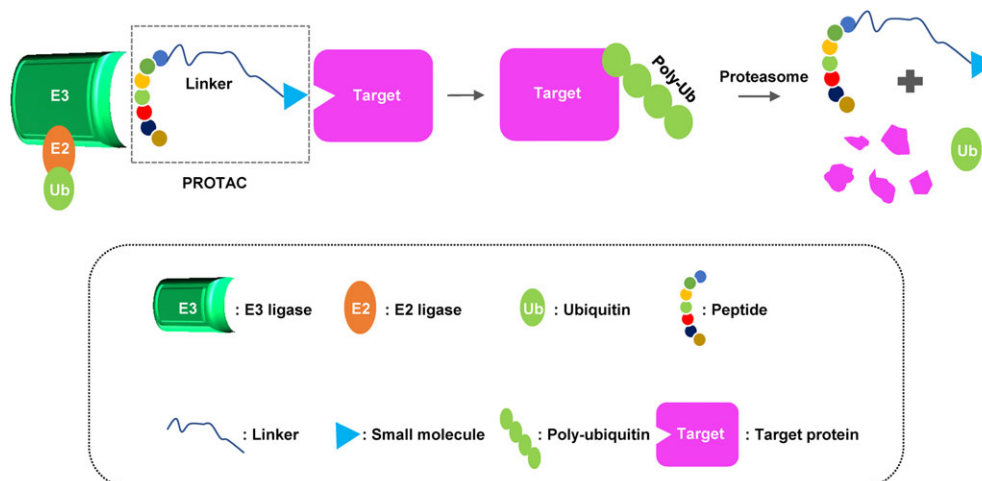 E3
E2
Ub
Linker
PROTAC
Target
Target
Poly-Ub
Proteasome
Ub
E3 : E3 ligase
E2 : E2 ligase
Ub : Ubiquitin
: Peptide
: Linker
: Small molecule
: Poly-ubiquitin
Target : Target protein